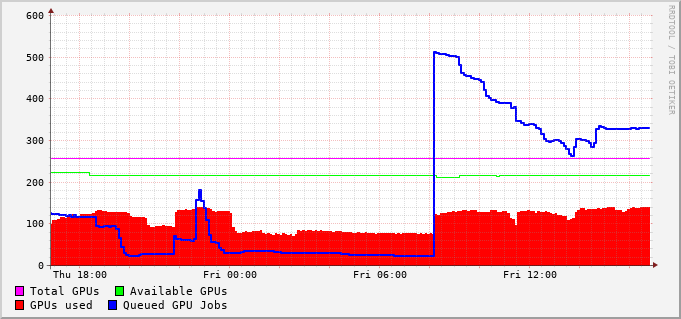 600
500
400
300
200
100
0
Thu 18:00 Fri 00:00 Fri 06:00 Fri 12:00
Total GPUs Available GPUs
GPUs used Queued GPU Jobs
RRDTOOL / TOBI OETIKER